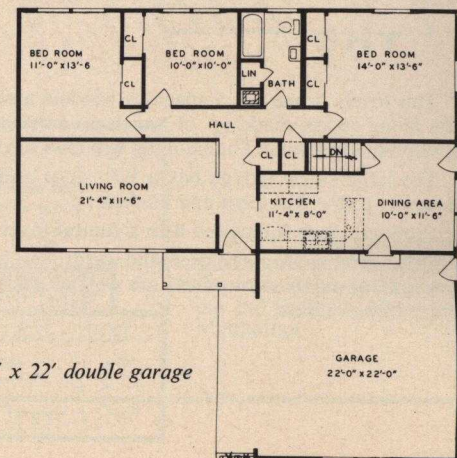 BED ROOM
11'-0" x 13'-6
CL
CL
BED ROOM
10'-0" x 10'-0"
LIN
BATH
CL
CL
BED ROOM
14'-0" x 13'-6"
HALL
CL
CL
DN
LIVING ROOM
21'-4" x 11'-6"
KITCHEN
11'-4" x 8'-0"
DINING AREA
10'-0" x 11'-6"
x 22' double garage
GARAGE
22'-0" x 22'-0"